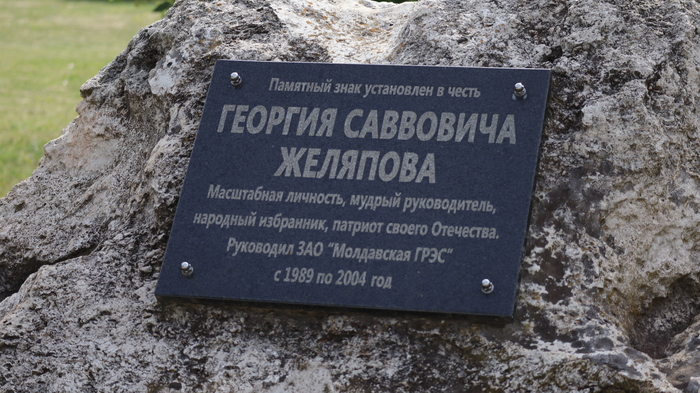 Памятный знак установлен в честь
ГЕОРГИЯ САВВОВИЧА
ЖЕЛЯПОВА
Масштабная личность, мудрый руководитель,
народный избранник, патриот своего Отечества.
Руководил ЗАО "Молдавская ГРЭС"
с 1989 по 2004 год